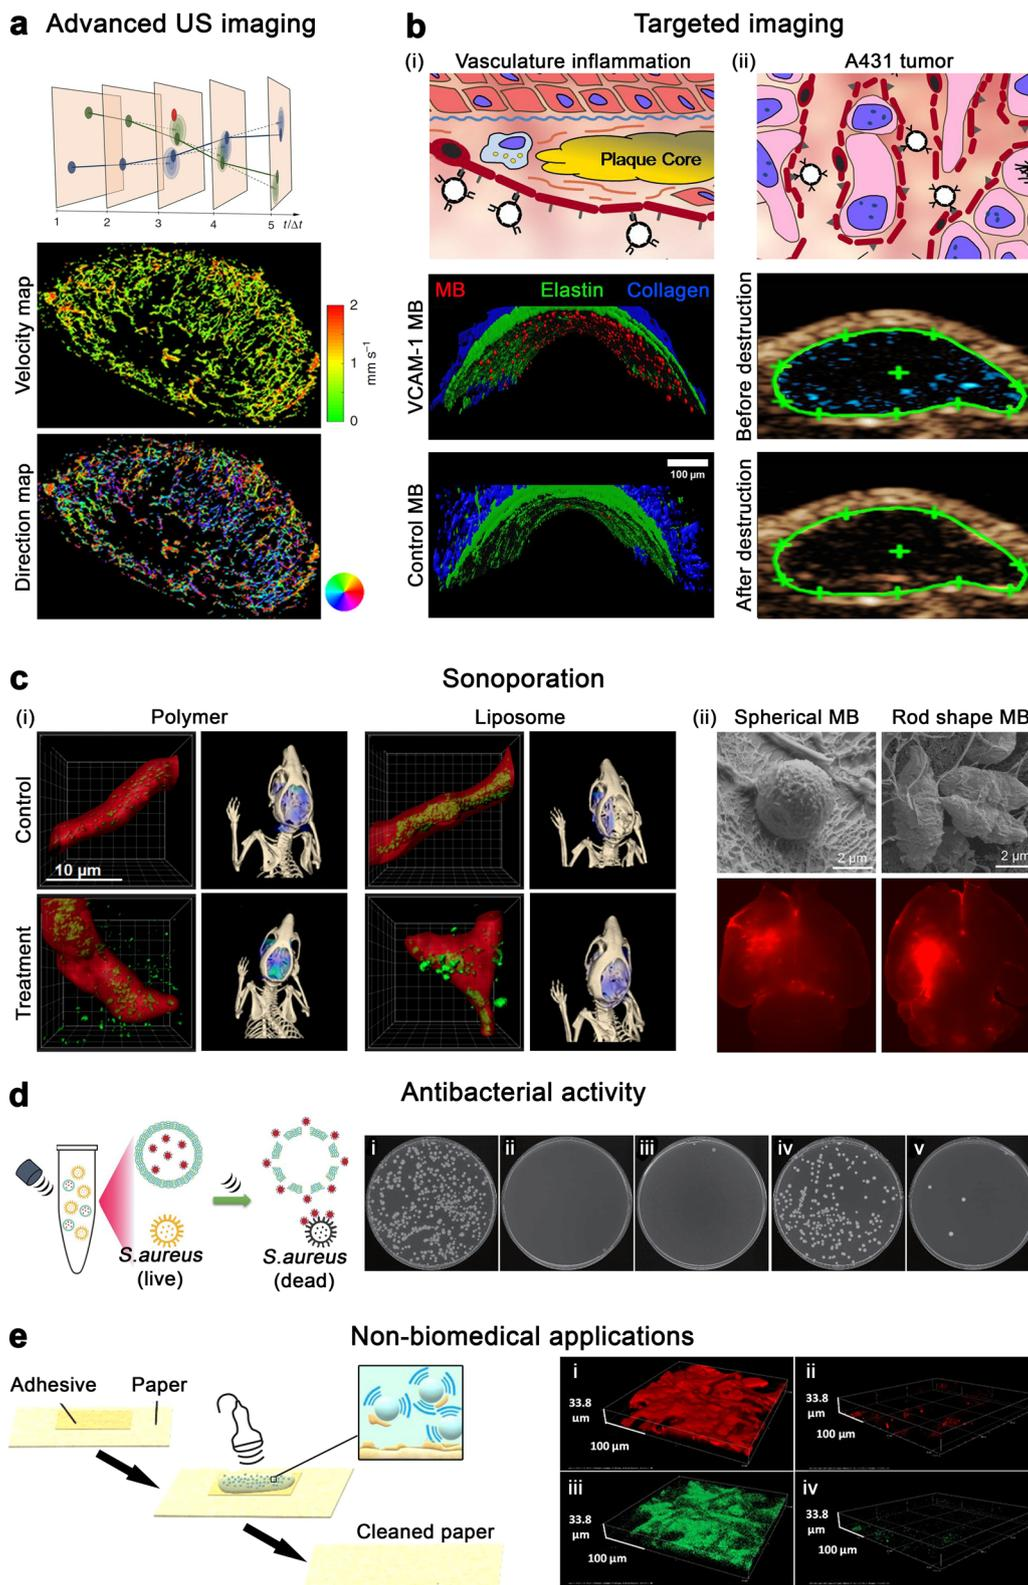 a Advanced US imaging
1 2 3 4 5 t/Δt
Velocity map
2
1
0
mm s⁻¹
Direction map
b Targeted imaging
(i) Vasculature inflammation
Plaque Core
VCAM-1 MB
MB Elastin Collagen
Control MB
100 µm
(ii) A431 tumor
Before destruction
After destruction
c Sonoporation
(i) Polymer Liposome
Control
10 µm
Treatment
(ii) Spherical MB Rod shape MB
2 µm
2 µm
d Antibacterial activity
S.aureus
(live)
S.aureus
(dead)
i ii iii iv v
e Non-biomedical applications
Adhesive Paper
Cleaned paper
i
33.8
µm
100 µm
ii
33.8
µm
100 µm
iii
33.8
µm
100 µm
iv
33.8
µm
100 µm